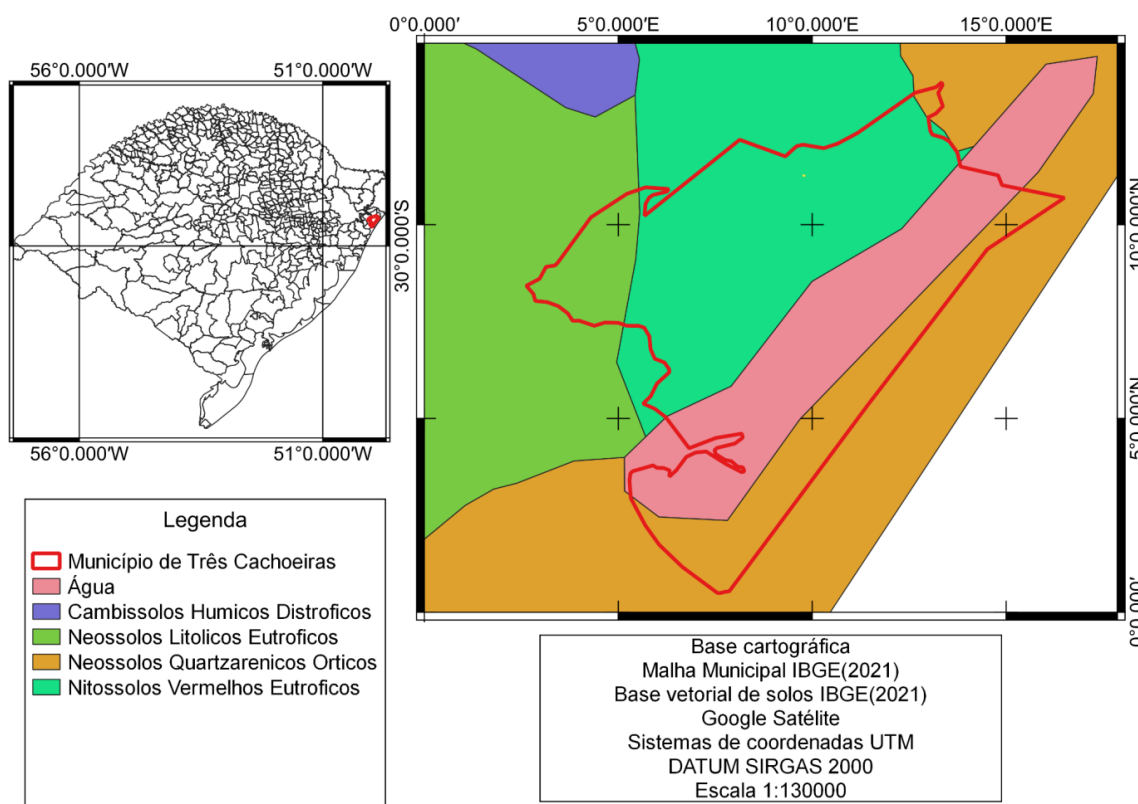 56°0.000'W 51°0.000'W
30°0.000'S
56°0.000'W 51°0.000'W
0°0.000' 5°0.000'E 10°0.000'E 15°0.000'E
10°0.000'N
5°0.000'N
0°0.000'
Legenda
Município de Três Cachoeiras
Água
Cambissolos Humicos Distroficos
Neossolos Litolicos Eutroficos
Neossolos Quartzarenicos Orticos
Nitossolos Vermelhos Eutroficos
Base cartográfica
Malha Municipal IBGE(2021)
Base vetorial de solos IBGE(2021)
Google Satélite
Sistemas de coordenadas UTM
DATUM SIRGAS 2000
Escala 1:130000